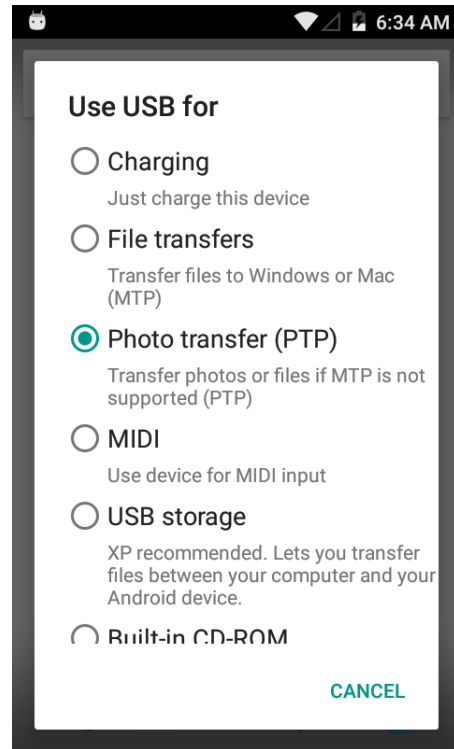 6:34 AM
Use USB for
Charging
Just charge this device
File transfers
Transfer files to Windows or Mac
(MTP)
Photo transfer (PTP)
Transfer photos or files if MTP is not
supported (PTP)
MIDI
Use device for MIDI input
USB storage
XP recommended. Lets you transfer
files between your computer and your
Android device.
Built-in CD-ROM
CANCEL